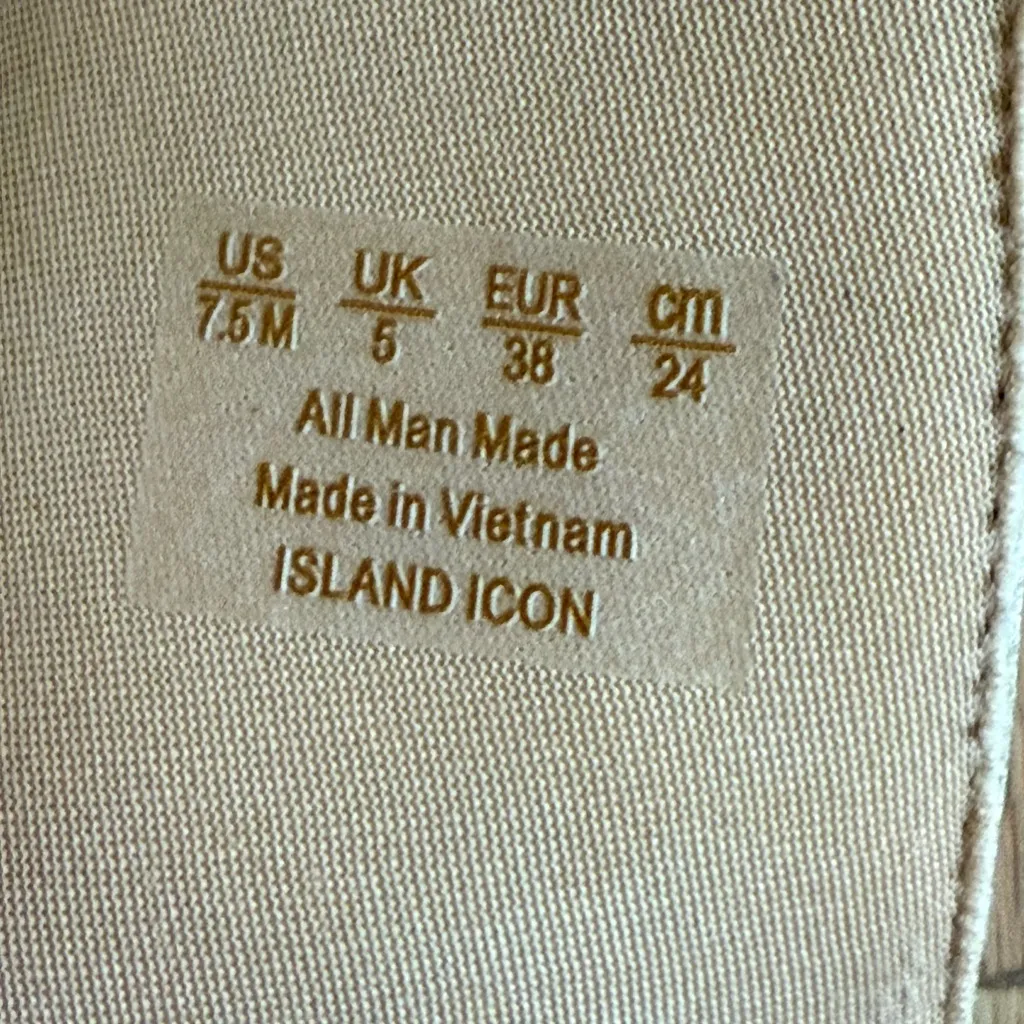 US UK EUR cm
7.5 M 5 38 24
All Man Made
Made in Vietnam
ISLAND ICON